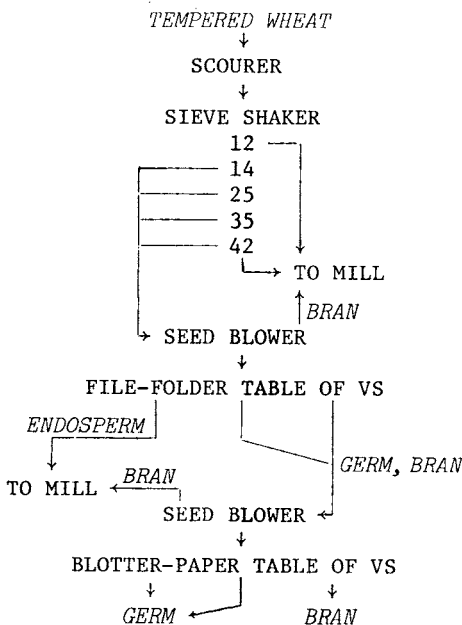 TEMPERED WHEAT
SCOURER
SIEVE SHAKER
12
14
25
35
42
TO MILL
BRAN
SEED BLOWER
FILE-FOLDER TABLE OF VS
ENDOSPERM
GERM, BRAN
BRAN
TO MILL
SEED BLOWER
BLOTTER-PAPER TABLE OF VS
GERM BRAN